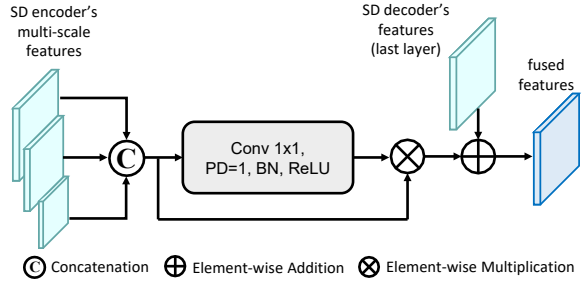 SD encoder's
multi-scale
features
SD decoder's
features
(last layer)
fused
features
C
Conv 1x1,
PD=1, BN, ReLU
C Concatenation
Element-wise Addition
Element-wise Multiplication